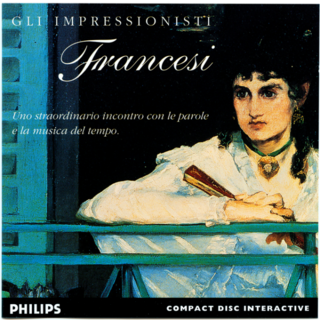 GLI IMPRESSIONISTI
Francesi
Uno straordinario incontro con le parole
e la musica del tempo.
PHILIPS
COMPACT DISC INTERACTIVE